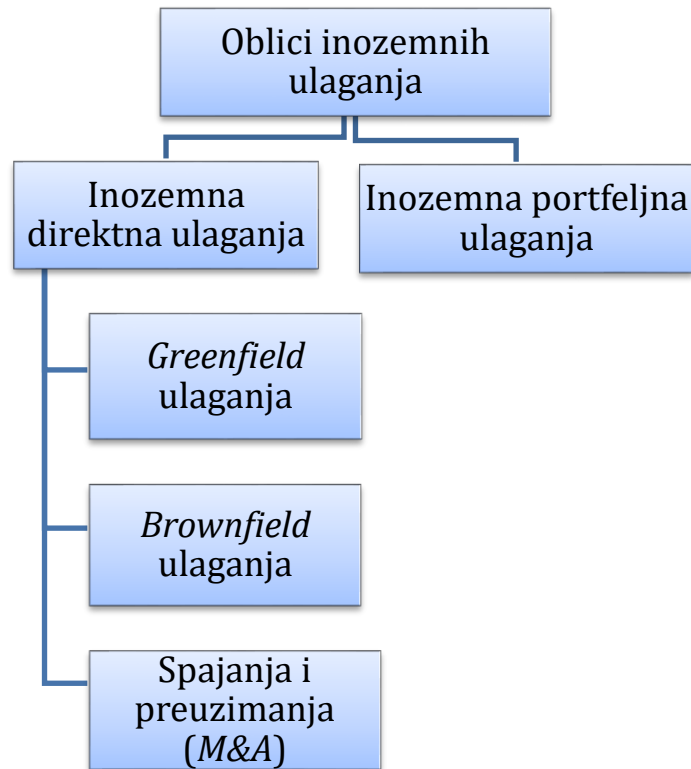 Oblici inozemnih
ulaganja
Inozemna
direktna ulaganja
Inozemna portfeljna
ulaganja
Greenfield
ulaganja
Brownfield
ulaganja
Spajanja i
preuzimanja
(M&A)